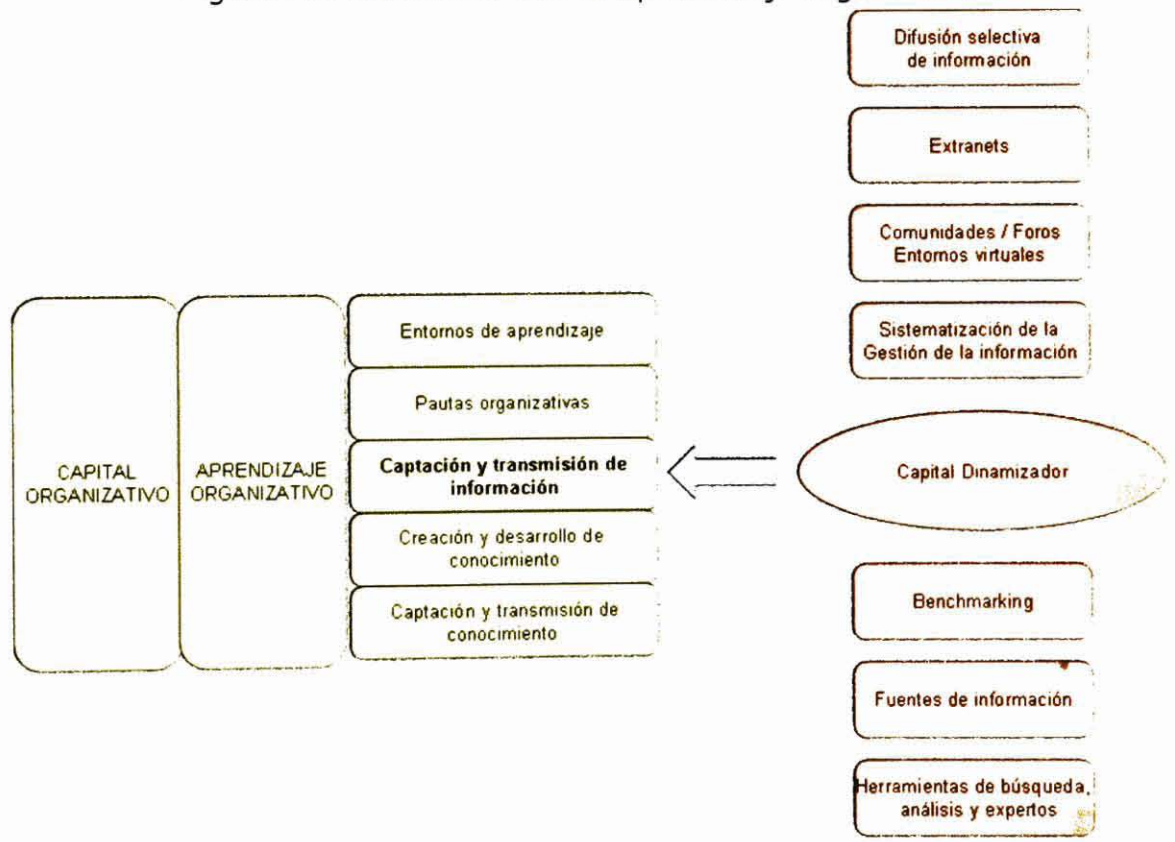 Difusión selectiva
de información
Extranets
Comunidades / Foros
Entornos virtuales
Sistematización de la
Gestión de la información
CAPITAL
ORGANIZATIVO
APRENDIZAJE
ORGANIZATIVO
Entornos de aprendizaje
Pautas organizativas
Captación y transmisión de
información
Creación y desarrollo de
conocimiento
Captación y transmisión de
conocimiento
Capital Dinamizador
Benchmarking
Fuentes de información
Herramientas de búsqueda,
análisis y expertos